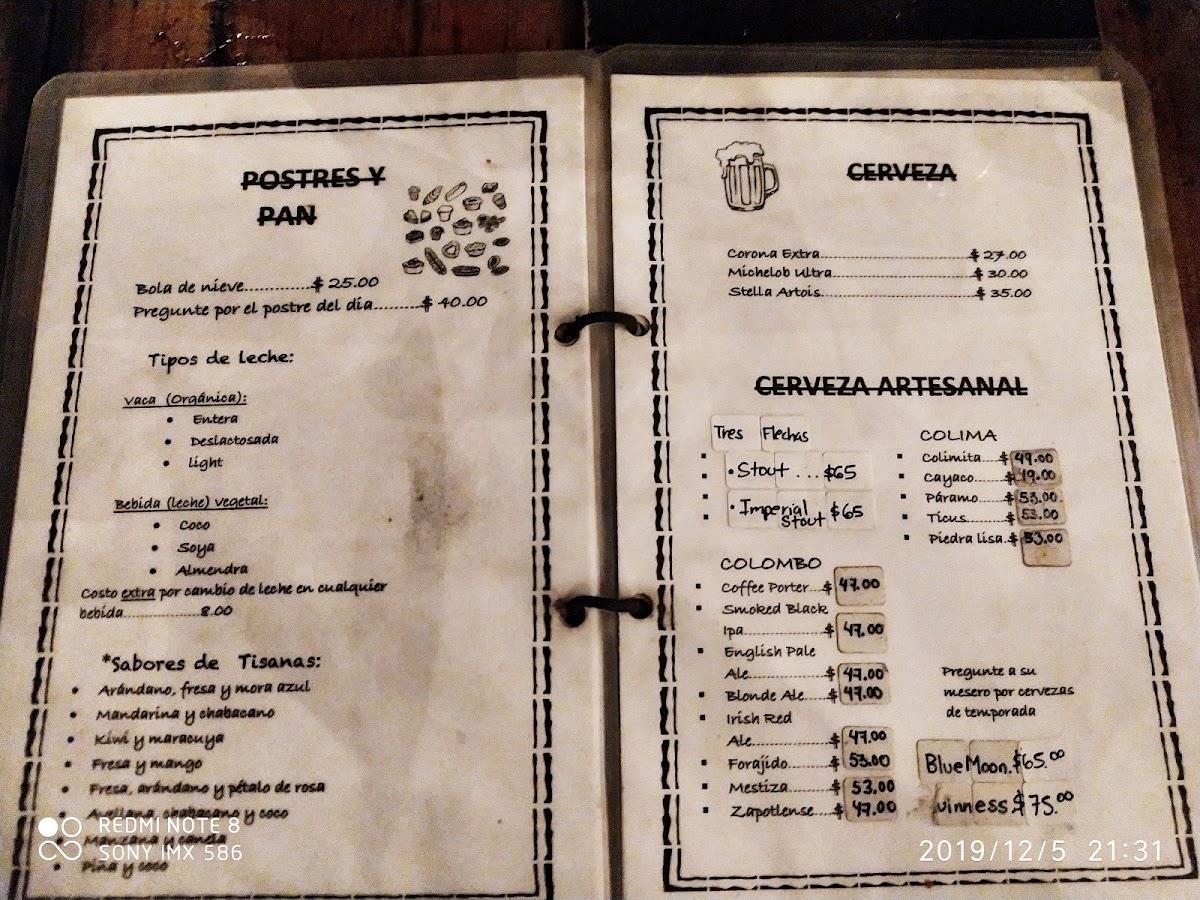 POSTRES Y
PAN
Bola de nieve..........$ 25.00
Pregunte por el postre del día.........$ 40.00
Tipos de leche:
Vaca (Orgánica):
• Entera
• Deslactosada
• light
Bebida (leche) vegetal:
• Coco
• Soya
• Almendra
Costo extra por cambio de leche en cualquier
bebida..................8.00
*Sabores de Tisanas:
• Arándano, fresa y mora azul
• Mandarina y chabacano
• Kiwi y maracuya
• Fresa y mango
• Fresa, arándano y pétalo de rosa
• Avellana, chabacano y coco
• Manzana y canela
• Piña y coco
CERVEZA
Corona Extra..............................$ 27.00
Michelob Ultra............................$ 30.00
Stella Artois..............................$ 35.00
CERVEZA ARTESANAL
Tres Flechas
• Stout ... $65
• Imperial
Stout $65
COLOMBO
Coffee Porter...$ 47.00
Smoked Black
Ipa...............$ 47.00
English Pale
Ale...............$ 47.00
Blonde Ale...$ 47.00
Irish Red
Ale...............$ 47.00
Forajido.........$ 53.00
Mestiza.........$ 53.00
Zapotlense....$ 47.00
COLIMA
Colimita....$ 49.00
Cayaco......$ 49.00
Páramo.....$ 53.00
Ticus.........$ 53.00
Piedra lisa.$ 53.00
Pregunte a su
mesero por cervezas
de temporada
Blue Moon.$65.00
uinness.$75.00
REDMI NOTE 8
SONY IMX 586
2019/12/5 21:31